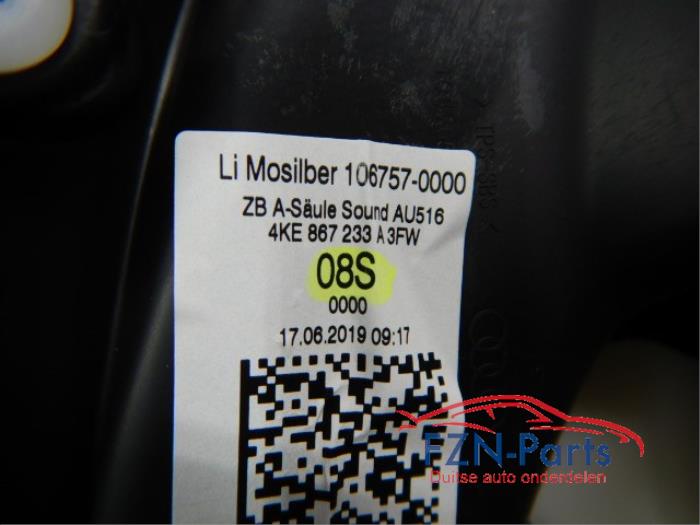 Li Mosilber 106757-0000
ZB A-Säule Sound AU516
4KE 867 233 A 3FW
08S
0000
17.06.2019 09:17
FZN-Parts
Duitse auto onderdelen